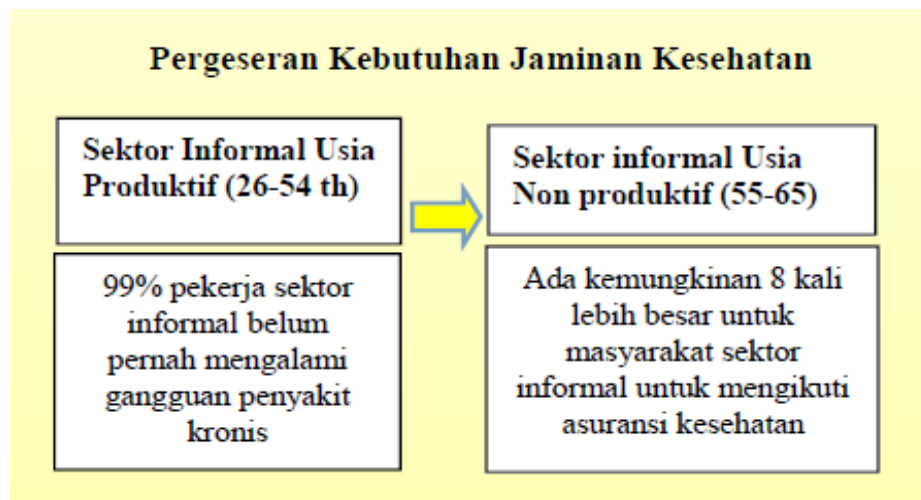 Pergeseran Kebutuhan Jaminan Kesehatan
Sektor Informal Usia
Produktif (26-54 th)
99% pekerja sektor
informal belum
pernah mengalami
gangguan penyakit
kronis
Sektor informal Usia
Non produktif (55-65)
Ada kemungkinan 8 kali
lebih besar untuk
masyarakat sektor
informal untuk mengikuti
asuransi kesehatan